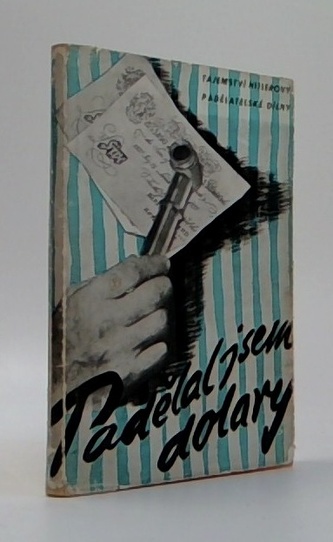 TAJEMSTVÍ HITLEROVY
PADĚLATELSKÉ DÍLNY
Padělal jsem
dolary